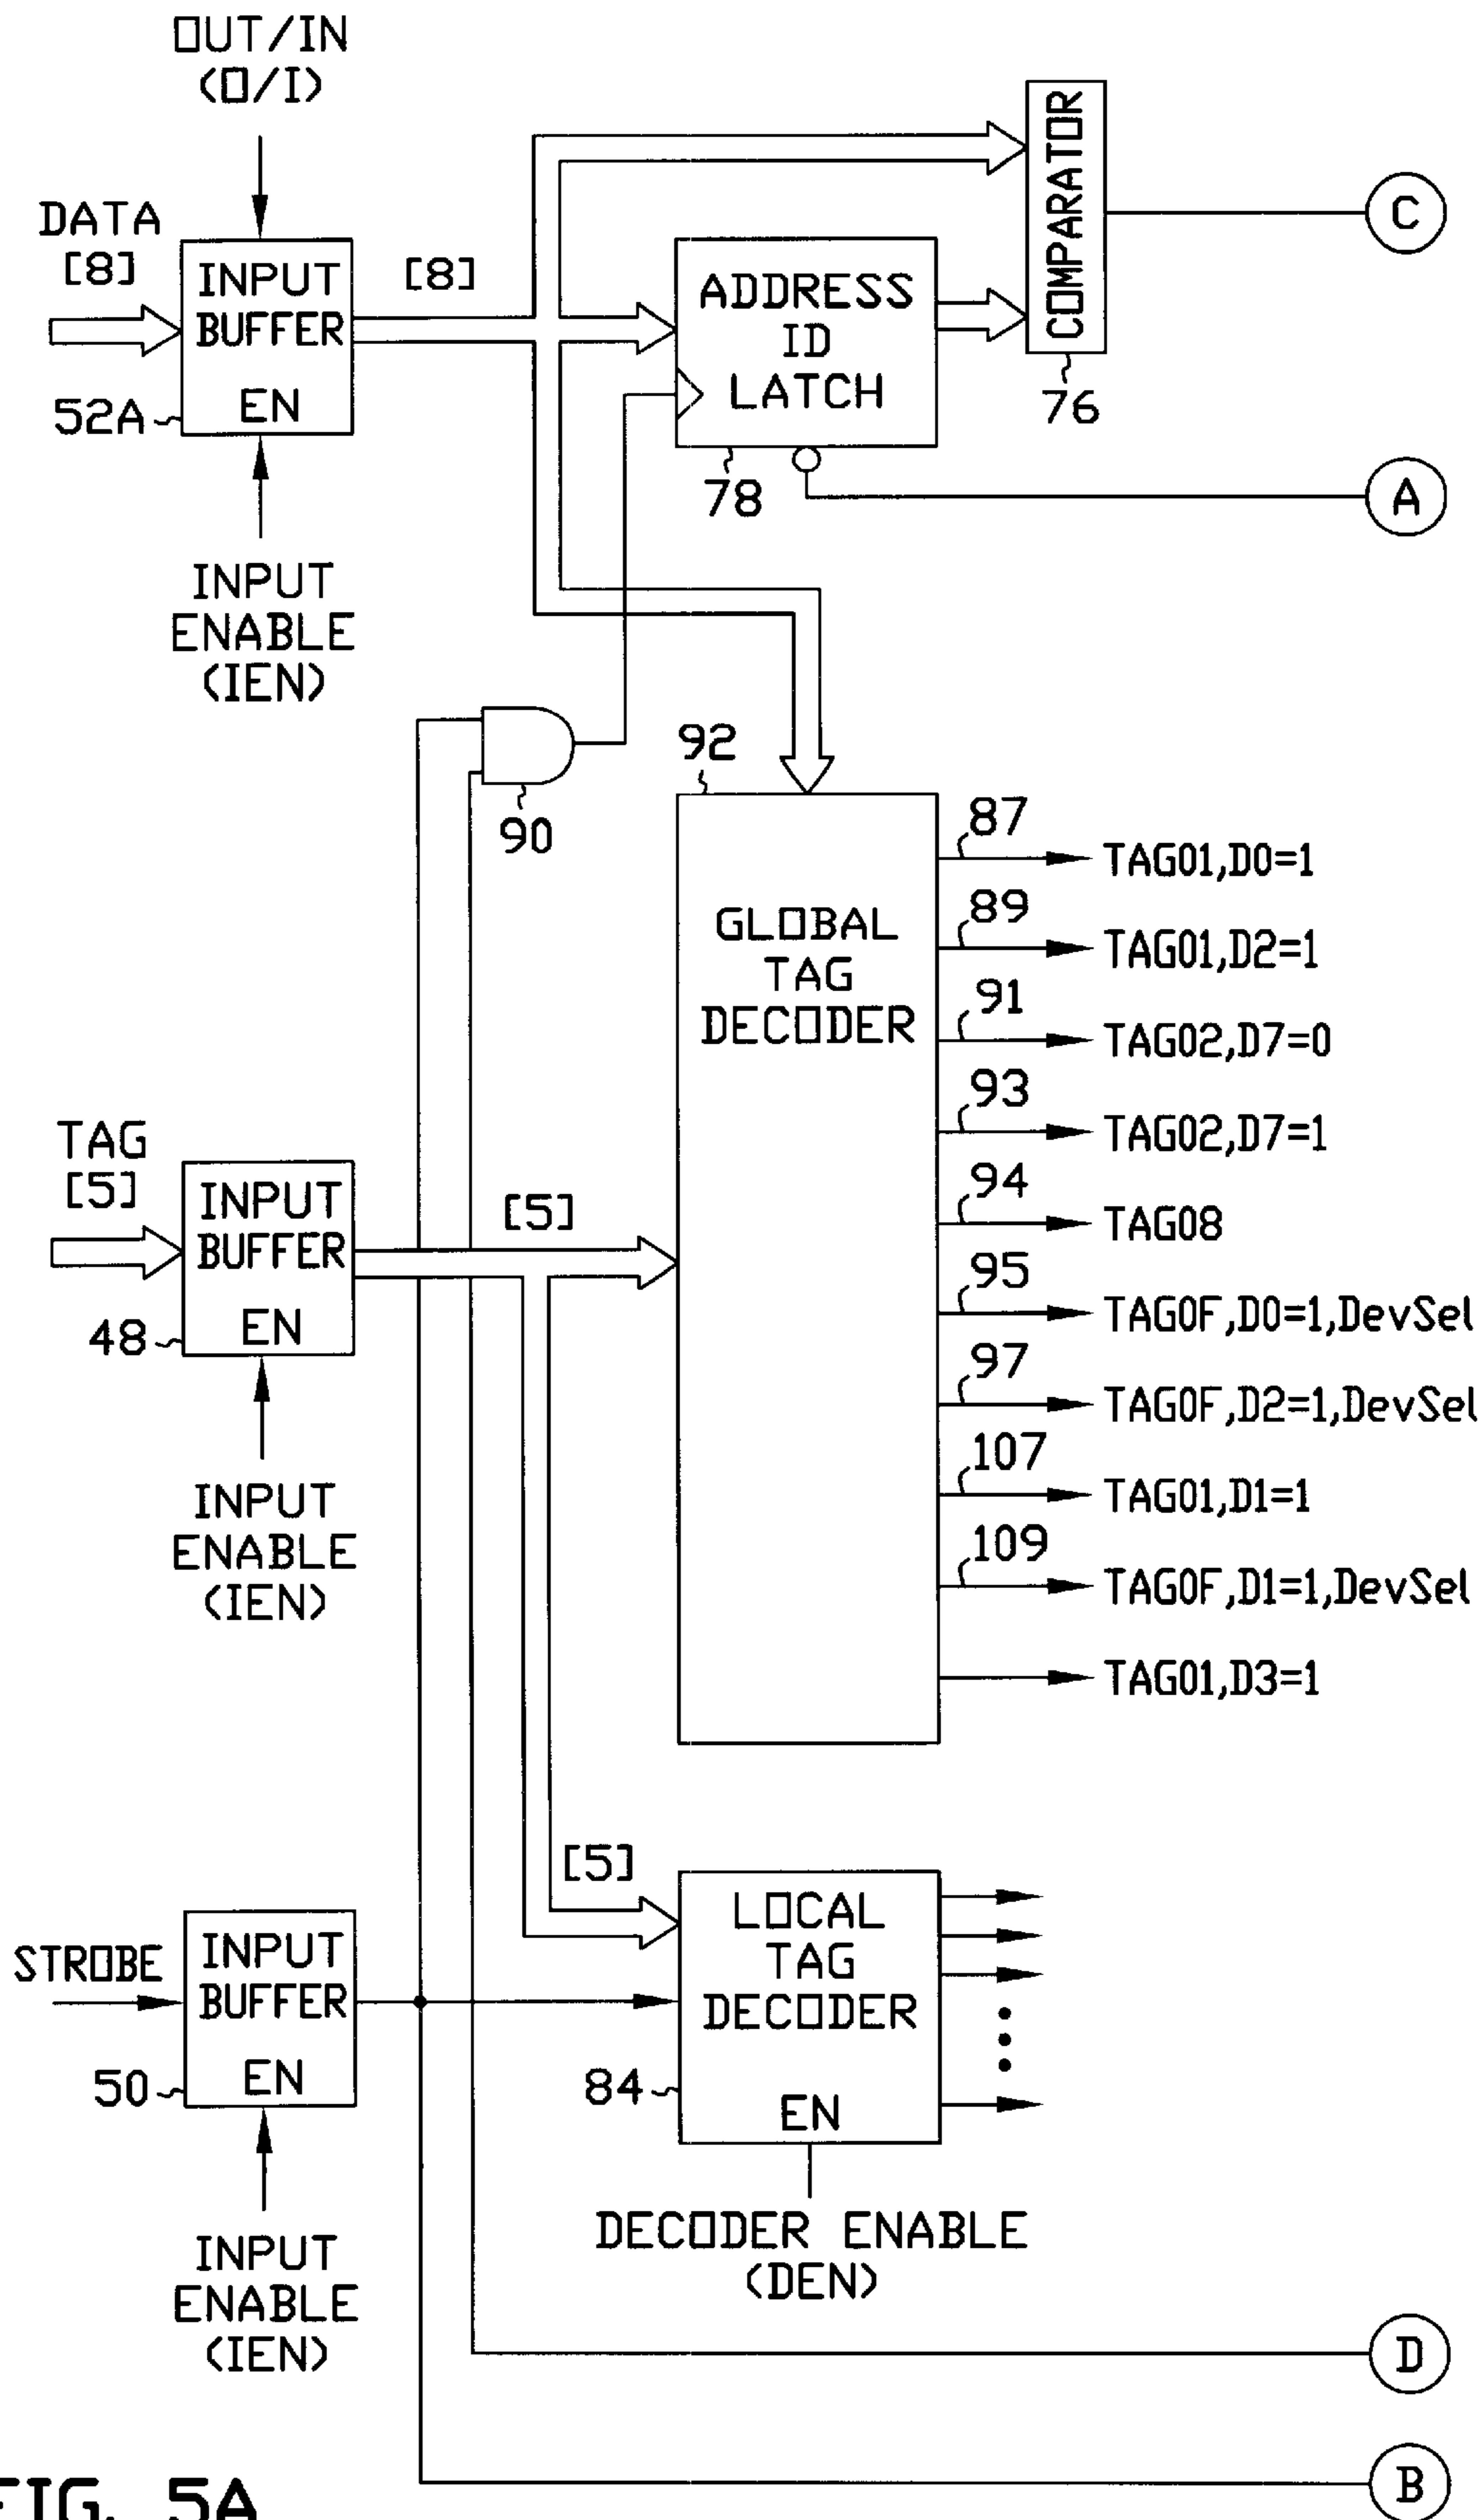 OUT/IN
(O/I)
DATA
[8]
INPUT
BUFFER
EN
52A
INPUT
ENABLE
(IEN)
[8]
ADDRESS
ID
LATCH
78
COMPARATOR
76
C
A
90
92
GLOBAL
TAG
DECODER
87
TAG01,D0=1
89
TAG01,D2=1
91
TAG02,D7=0
93
TAG02,D7=1
94
TAG08
95
TAG0F,D0=1,DevSel
97
TAG0F,D2=1,DevSel
107
TAG01,D1=1
109
TAG0F,D1=1,DevSel
TAG01,D3=1
TAG
[5]
INPUT
BUFFER
EN
48
INPUT
ENABLE
(IEN)
[5]
[5]
STROBE
INPUT
BUFFER
EN
50
INPUT
ENABLE
(IEN)
LOCAL
TAG
DECODER
EN
84
DECODER ENABLE
(DEN)
D
B
FIG. 5A